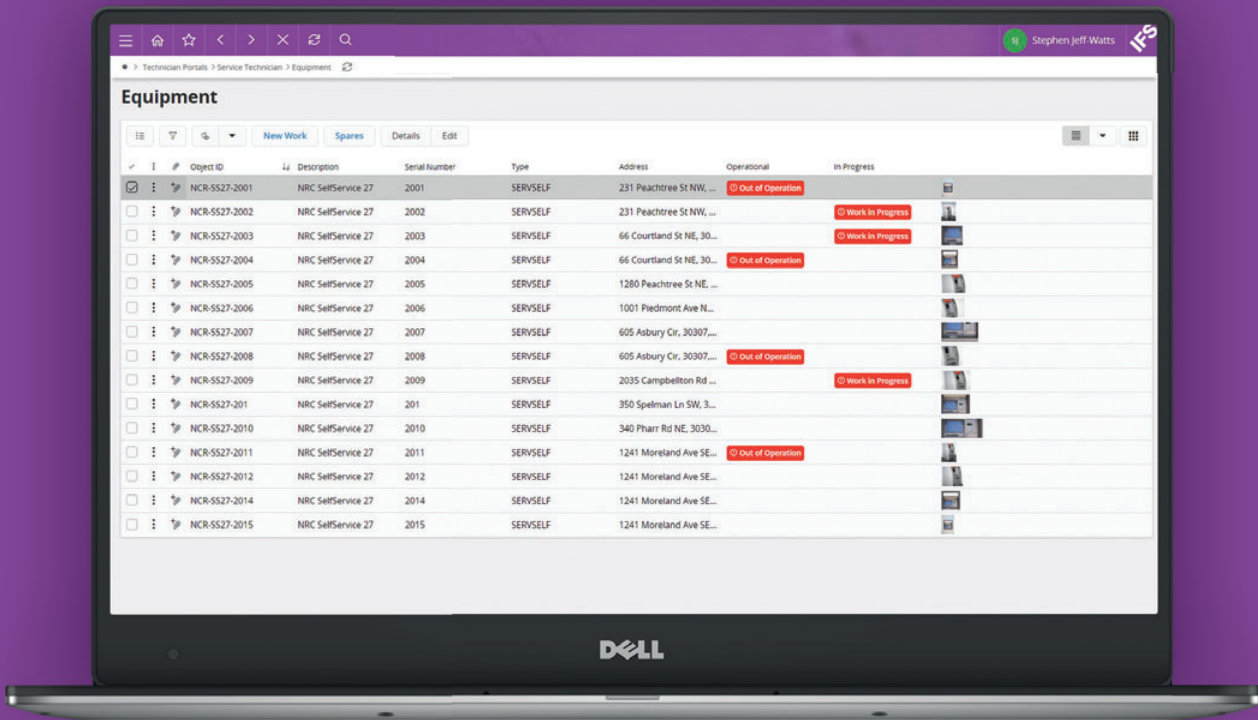 SJ Stephen Jeff-Watts IFS
> Technician Portals > Service Technician > Equipment
Equipment
New Work Spares Details Edit
Object ID Description Serial Number Type Address Operational In Progress
NCR-SS27-2001 NRC SelfService 27 2001 SERVSELF 231 Peachtree St NW, ... Out of Operation
NCR-SS27-2002 NRC SelfService 27 2002 SERVSELF 231 Peachtree St NW, ... Work in Progress
NCR-SS27-2003 NRC SelfService 27 2003 SERVSELF 66 Courtland St NE, 30... Work in Progress
NCR-SS27-2004 NRC SelfService 27 2004 SERVSELF 66 Courtland St NE, 30... Out of Operation
NCR-SS27-2005 NRC SelfService 27 2005 SERVSELF 1280 Peachtree St NE, ...
NCR-SS27-2006 NRC SelfService 27 2006 SERVSELF 1001 Piedmont Ave N...
NCR-SS27-2007 NRC SelfService 27 2007 SERVSELF 605 Asbury Cir, 30307,...
NCR-SS27-2008 NRC SelfService 27 2008 SERVSELF 605 Asbury Cir, 30307,... Out of Operation
NCR-SS27-2009 NRC SelfService 27 2009 SERVSELF 2035 Campbellton Rd ... Work in Progress
NCR-SS27-201 NRC SelfService 27 201 SERVSELF 350 Spelman Ln SW, 3...
NCR-SS27-2010 NRC SelfService 27 2010 SERVSELF 340 Pharr Rd NE, 3030...
NCR-SS27-2011 NRC SelfService 27 2011 SERVSELF 1241 Moreland Ave SE... Out of Operation
NCR-SS27-2012 NRC SelfService 27 2012 SERVSELF 1241 Moreland Ave SE...
NCR-SS27-2014 NRC SelfService 27 2014 SERVSELF 1241 Moreland Ave SE...
NCR-SS27-2015 NRC SelfService 27 2015 SERVSELF 1241 Moreland Ave SE...
DELL